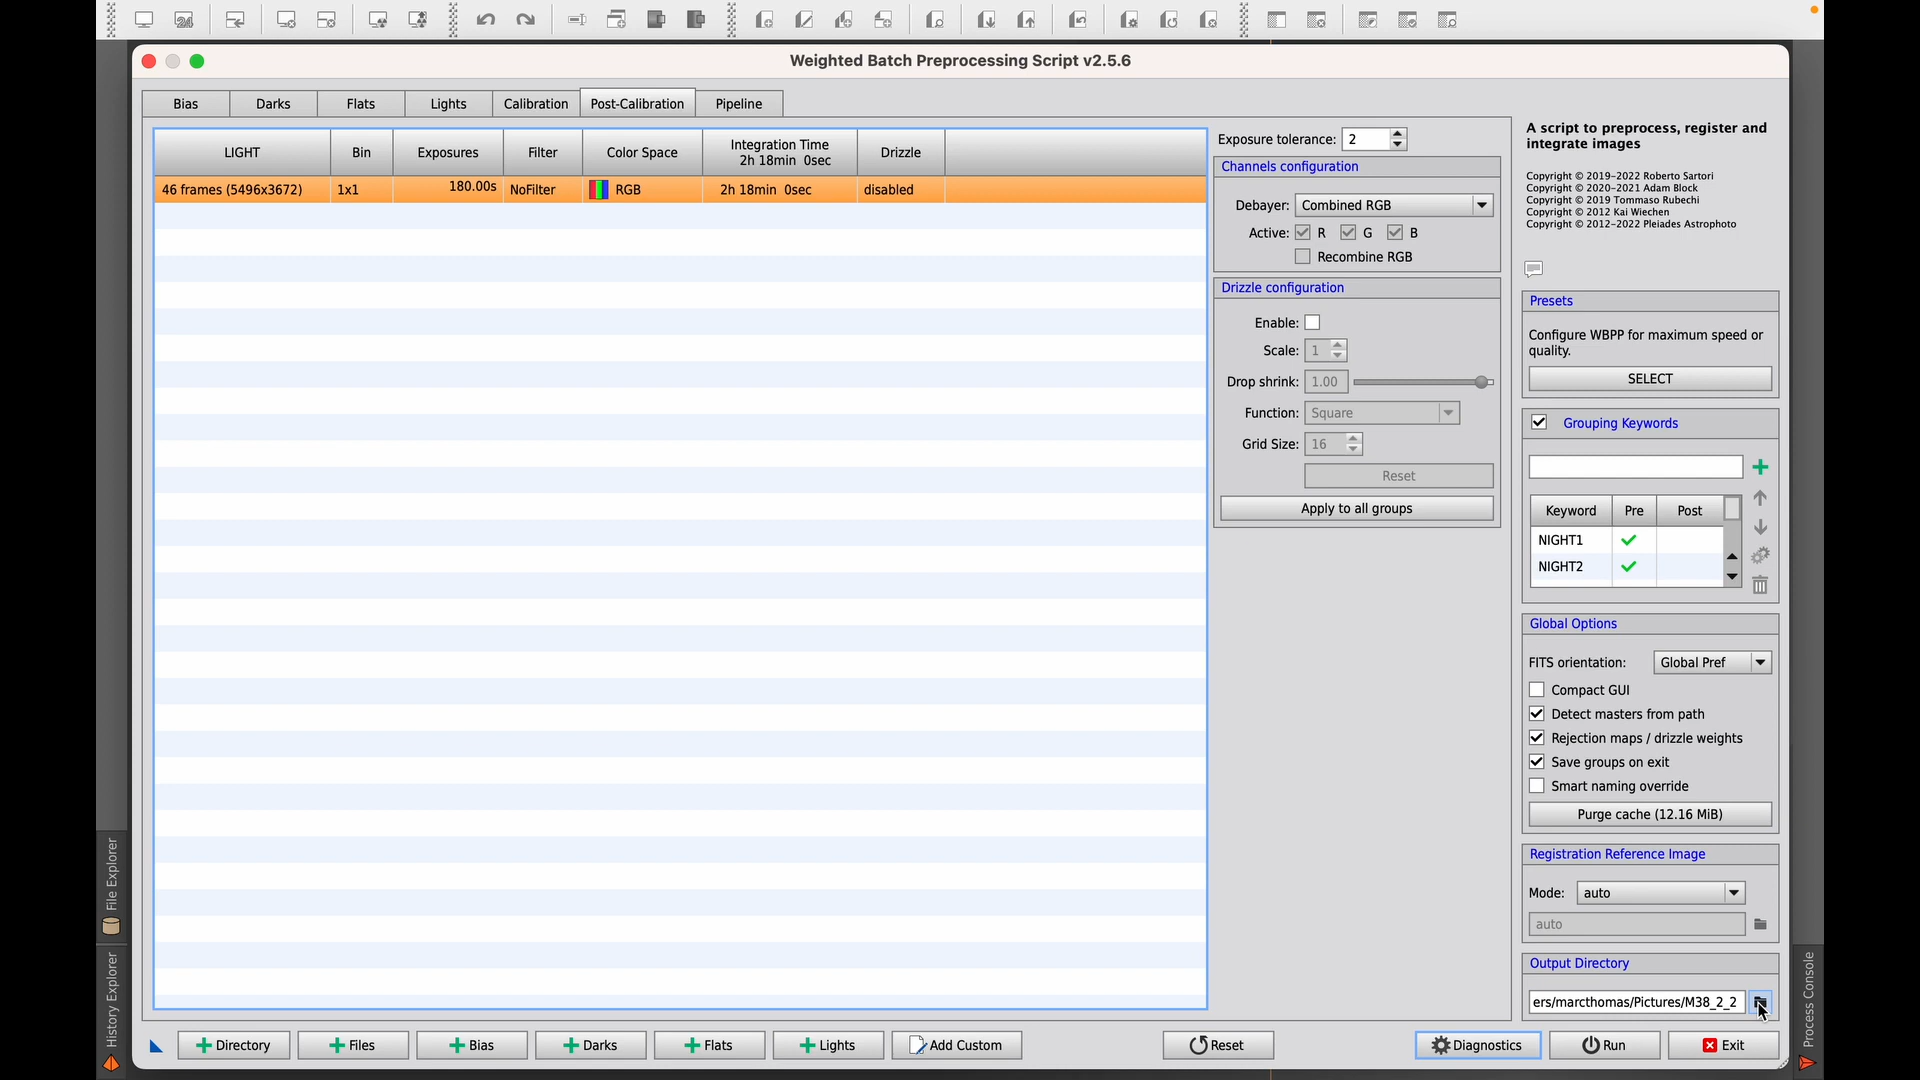 Weighted Batch Preprocessing Script v2.5.6
Bias
Darks
Flats
Lights
Calibration
Post-Calibration
Pipeline
LIGHT
Bin
Exposures
Filter
Color Space
Integration Time
2h 18min 0sec
Drizzle
46 frames (5496x3672)
1x1
180.00s
NoFilter
RGB
2h 18min 0sec
disabled
Exposure tolerance: 2
Channels configuration
Debayer: Combined RGB
Active: R G B
Recombine RGB
Drizzle configuration
Enable:
Scale: 1
Drop shrink: 1.00
Function: Square
Grid Size: 16
Reset
Apply to all groups
A script to preprocess, register and
integrate images
Copyright © 2019-2022 Roberto Sartori
Copyright © 2020-2021 Adam Block
Copyright © 2019 Tommaso Rubechi
Copyright © 2012 Kai Wiechen
Copyright © 2012-2022 Pleiades Astrophoto
Presets
Configure WBPP for maximum speed or
quality.
SELECT
Grouping Keywords
Keyword
Pre
Post
NIGHT1
NIGHT2
Global Options
FITS orientation: Global Pref
Compact GUI
Detect masters from path
Rejection maps / drizzle weights
Save groups on exit
Smart naming override
Purge cache (12.16 MiB)
Registration Reference Image
Mode: auto
auto
Output Directory
ers/marcthomas/Pictures/M38_2_2
Directory
Files
Bias
Darks
Flats
Lights
Add Custom
Reset
Diagnostics
Run
Exit
File Explorer
History Explorer
Process Console